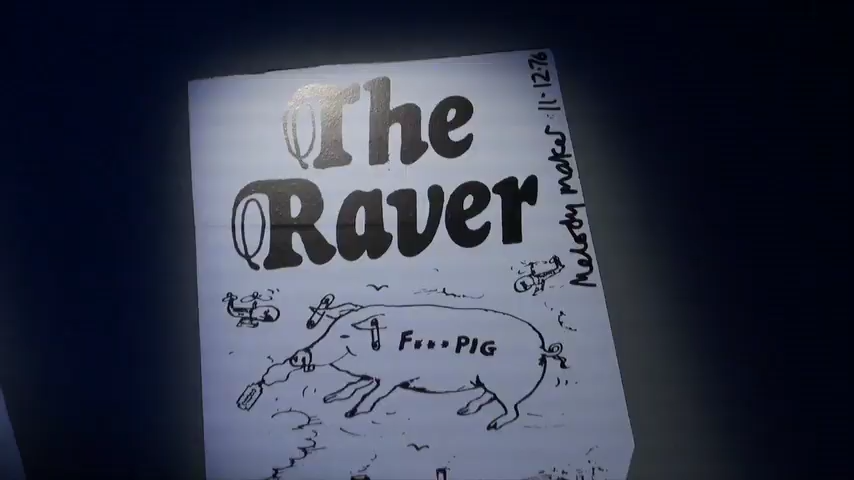 The
Raver
Melody Maker : 11-12-76
F•••PIG